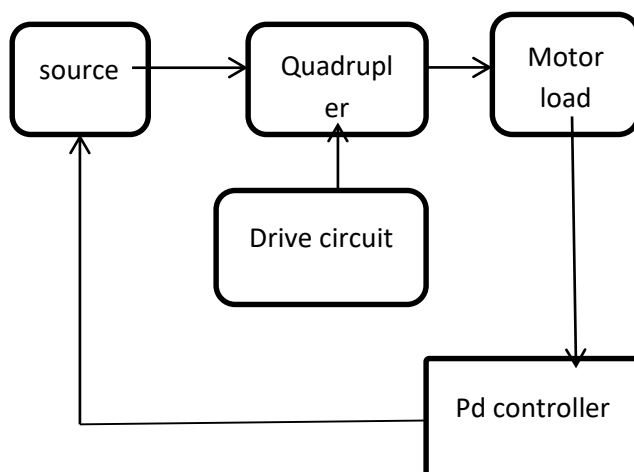 source
Quadrupl
er
Motor
load
Drive circuit
Pd controller